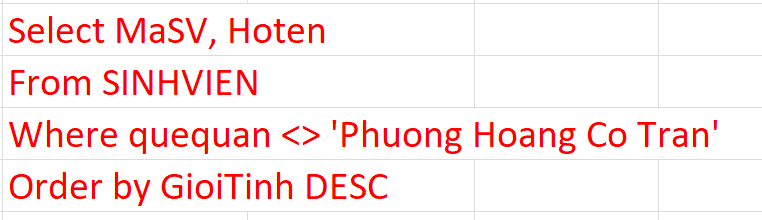 Select MaSV, Hoten
From SINHVIEN
Where quequan <> 'Phuong Hoang Co Tran'
Order by GioiTinh DESC